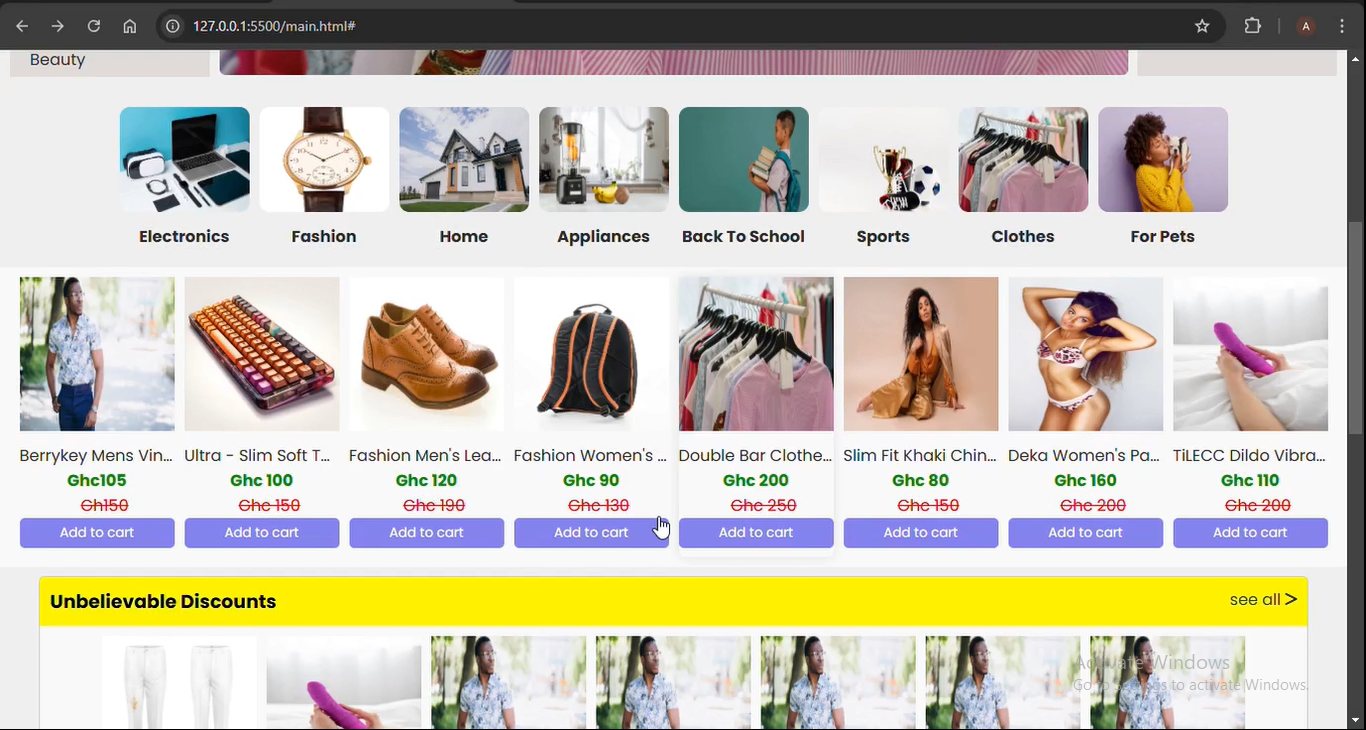 127.0.0.1:5500/main.html#
A
Beauty
Electronics Fashion Home Appliances Back To School Sports Clothes For Pets
Berrykey Mens Vin... Ultra - Slim Soft T... Fashion Men's Lea... Fashion Women's ... Double Bar Clothe... Slim Fit Khaki Chin... Deka Women's Pa... TiLECC Dildo Vibra...
Ghc105 Ghc 100 Ghc 120 Ghc 90 Ghc 200 Ghc 80 Ghc 160 Ghc 110
Gh150 Ghc 150 Ghc 190 Ghc 130 Ghc 250 Ghc 150 Ghc 200 Ghc 200
Add to cart Add to cart Add to cart Add to cart Add to cart Add to cart Add to cart Add to cart
Unbelievable Discounts see all >
Activate Windows
Go to Settings to activate Windows.